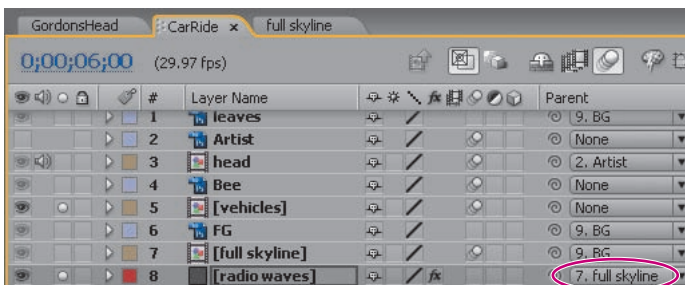 GordonsHead CarRide × full skyline
0;00;06;00 (29.97 fps)
# Layer Name fx Parent
1 leaves 9. BG
2 Artist None
3 head 2. Artist
4 Bee None
5 [vehicles] None
6 FG 9. BG
7 [full skyline] 9. BG
8 [radio waves] fx 7. full skyline